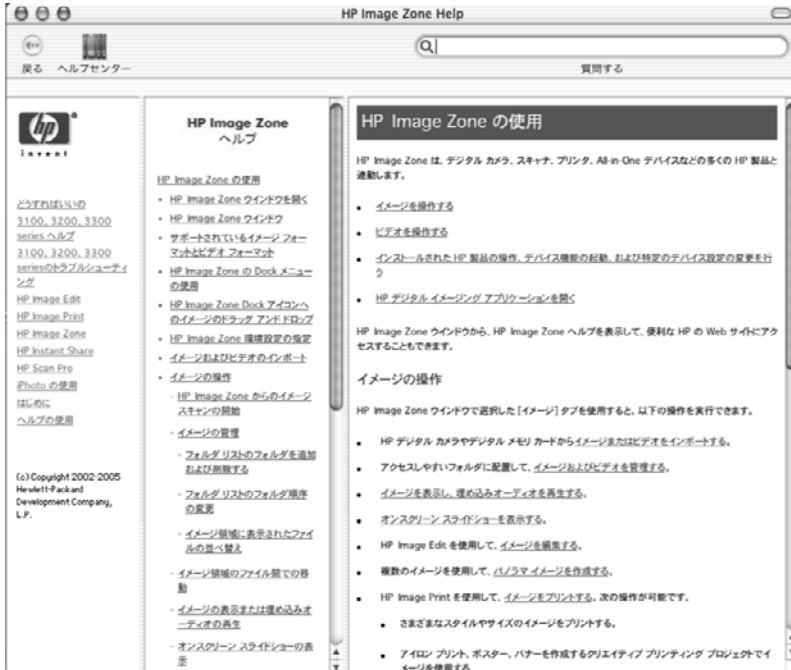 HP Image Zone Help
戻る
ヘルプセンター
質問する
hp
invent
どうすればいいの
3100, 3200, 3300
series ヘルプ
3100, 3200, 3300
seriesのトラブルシューティ
ング
HP Image Edit
HP Image Print
HP Image Zone
HP Instant Share
HP Scan Pro
iPhoto の使用
はじめに
ヘルプの使用
(c) Copyright 2002-2005
Hewlett-Packard
Development Company,
L.P.
HP Image Zone
ヘルプ
HP Image Zone の使用
• HP Image Zone ウインドウを開く
• HP Image Zone ウインドウ
• サポートされているイメージ フォー
マットとビデオ フォーマット
• HP Image Zone の Dock メニュー
の使用
• HP Image Zone Dock アイコンへ
のイメージのドラッグ アンド ドロップ
• HP Image Zone 環境設定の指定
• イメージおよびビデオのインポート
• イメージの操作
- HP Image Zone からのイメージ
スキャンの開始
- イメージの管理
- フォルダ リストのフォルダを追加
および削除する
- フォルダ リストのフォルダ順序
の変更
- イメージ領域に表示されたファイ
ルの並べ替え
- イメージ領域のファイル間での移
動
- イメージの表示または埋め込みオ
ーディオの再生
- オンスクリーン スライドショーの表
示
HP Image Zone の使用
HP Image Zone は、デジタル カメラ、スキャナ、プリンタ、All-in-One デバイスなどの多くの HP 製品と
連動します。
• イメージを操作する
• ビデオを操作する
• インストールされた HP 製品の操作、デバイス機能の起動、および特定のデバイス設定の変更を行
う
• HP デジタル イメージング アプリケーションを開く
HP Image Zone ウインドウから、HP Image Zone ヘルプを表示して、便利な HP の Web サイトにアク
セスすることもできます。
イメージの操作
HP Image Zone ウインドウで選択した [イメージ] タブを使用すると、以下の操作を実行できます。
• HP デジタル カメラやデジタル メモリ カードからイメージまたはビデオをインポートする。
• アクセスしやすいフォルダに配置して、イメージおよびビデオを管理する。
• イメージを表示し、埋め込みオーディオを再生する。
• オンスクリーン スライドショーを表示する。
• HP Image Edit を使用して、イメージを編集する。
• 複数のイメージを使用して、パノラマ イメージを作成する。
• HP Image Print を使用して、イメージをプリントする。次の操作が可能です。
• さまざまなスタイルやサイズのイメージをプリントする。
• アイロン プリント、ポスター、バナーを作成するクリエイティブ プリンティング プロジェクトでイ
メージを使用する。